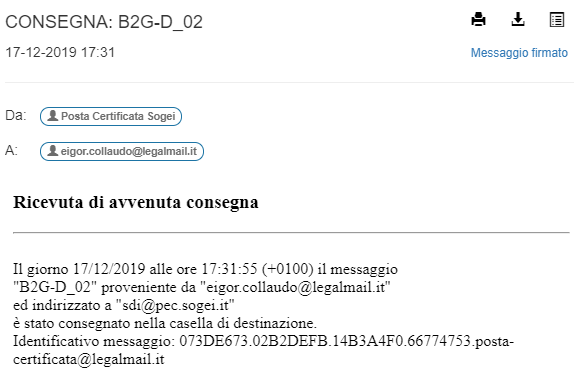 CONSEGNA: B2G-D_02
17-12-2019 17:31
Messaggio firmato
Da: Posta Certificata Sogei
A: eigor.collaudo@legalmail.it
Ricevuta di avvenuta consegna
Il giorno 17/12/2019 alle ore 17:31:55 (+0100) il messaggio
"B2G-D_02" proveniente da "eigor.collaudo@legalmail.it"
ed indirizzato a "sdi@pec.sogei.it"
è stato consegnato nella casella di destinazione.
Identificativo messaggio: 073DE673.02B2DEFB.14B3A4F0.66774753.posta-
certificata@legalmail.it